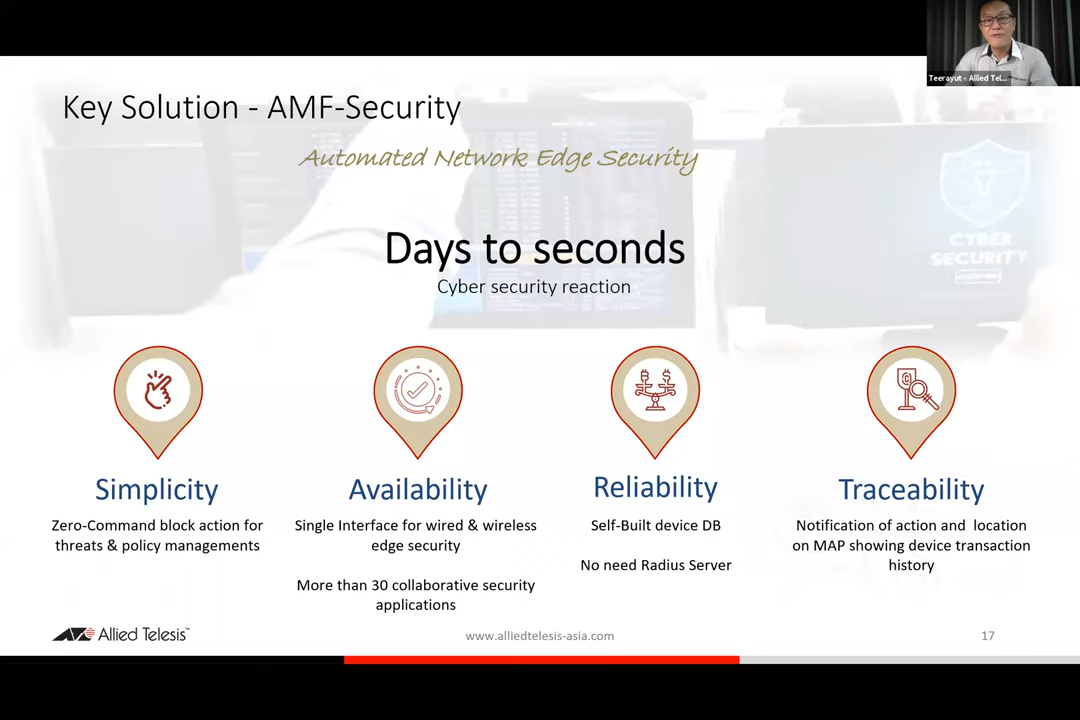 Teerayut - Allied Tel...
Key Solution - AMF-Security
Automated Network Edge Security
CYBER
SECURITY
Days to seconds
Cyber security reaction
Simplicity
Zero-Command block action for
threats & policy managements
Availability
Single Interface for wired & wireless
edge security
More than 30 collaborative security
applications
Reliability
Self-Built device DB
No need Radius Server
Traceability
Notification of action and location
on MAP showing device transaction
history
Allied Telesis™
www.alliedtelesis-asia.com
17